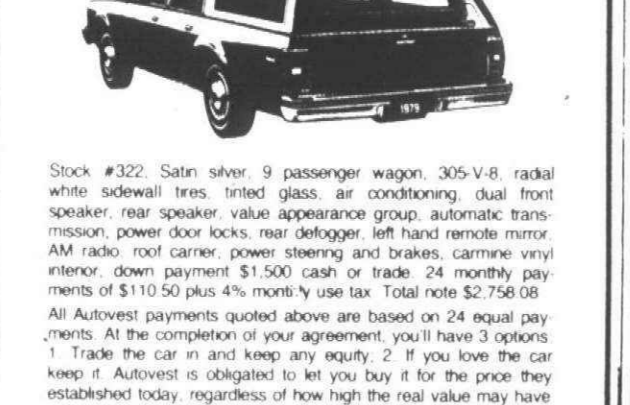 1979
Stock #322, Satin silver, 9 passenger wagon, 305-V-8, radial
white sidewall tires, tinted glass, air conditioning, dual front
speaker, rear speaker, value appearance group, automatic trans-
mission, power door locks, rear defogger, left hand remote mirror,
AM radio, roof carrier, power steering and brakes, carmine vinyl
interior, down payment $1,500 cash or trade. 24 monthly pay-
ments of $110.50 plus 4% monthly use tax. Total note $2,758.08
All Autovest payments quoted above are based on 24 equal pay-
ments. At the completion of your agreement, you'll have 3 options
1. Trade the car in and keep any equity; 2. If you love the car
keep it. Autovest is obligated to let you buy it for the price they
established today, regardless of how high the real value may have